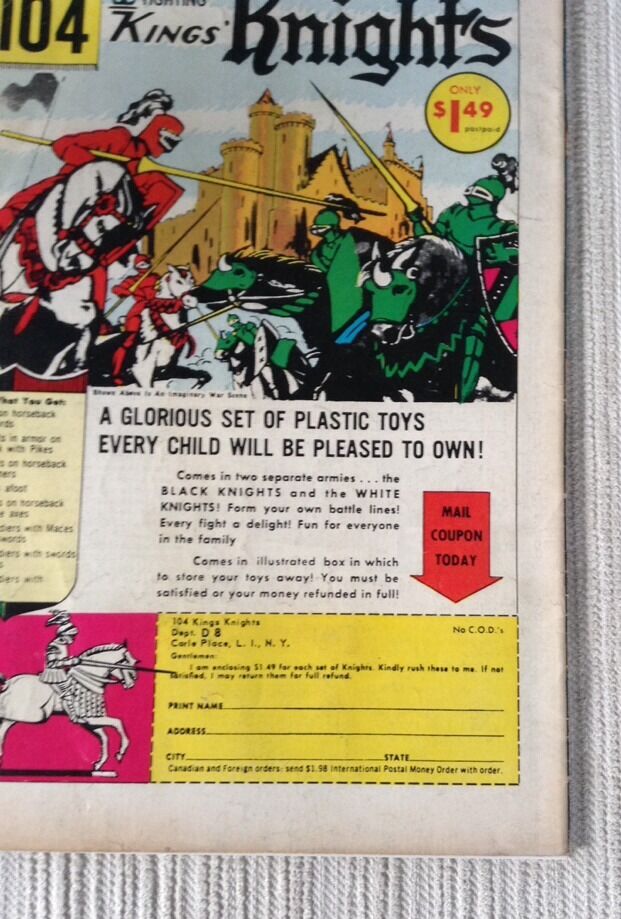 104
FIGHTING
KINGS' Knights
ONLY
$1.49
postpaid
Shown Above Is An Imaginary War Scene
What You Get:
on horseback
s in armor on
with Pikes
s on horseback
afoot
s on horseback
axes
diers with Maces
diers with swords
diers with
A GLORIOUS SET OF PLASTIC TOYS
EVERY CHILD WILL BE PLEASED TO OWN!
Comes in two separate armies . . . the
BLACK KNIGHTS and the WHITE
KNIGHTS! Form your own battle lines!
Every fight a delight! Fun for everyone
in the family
Comes in illustrated box in which
to store your toys away! You must be
satisfied or your money refunded in full!
MAIL
COUPON
TODAY
104 Kings Knights
Dept. D 8
Carle Place, L. I., N. Y.
No C.O.D.'s
Gentlemen:
I am enclosing $1.49 for each set of Knights. Kindly rush these to me. If not
satisfied, I may return them for full refund.
PRINT NAME
ADDRESS
CITY STATE
Canadian and Foreign orders: send $1.98 International Postal Money Order with order.